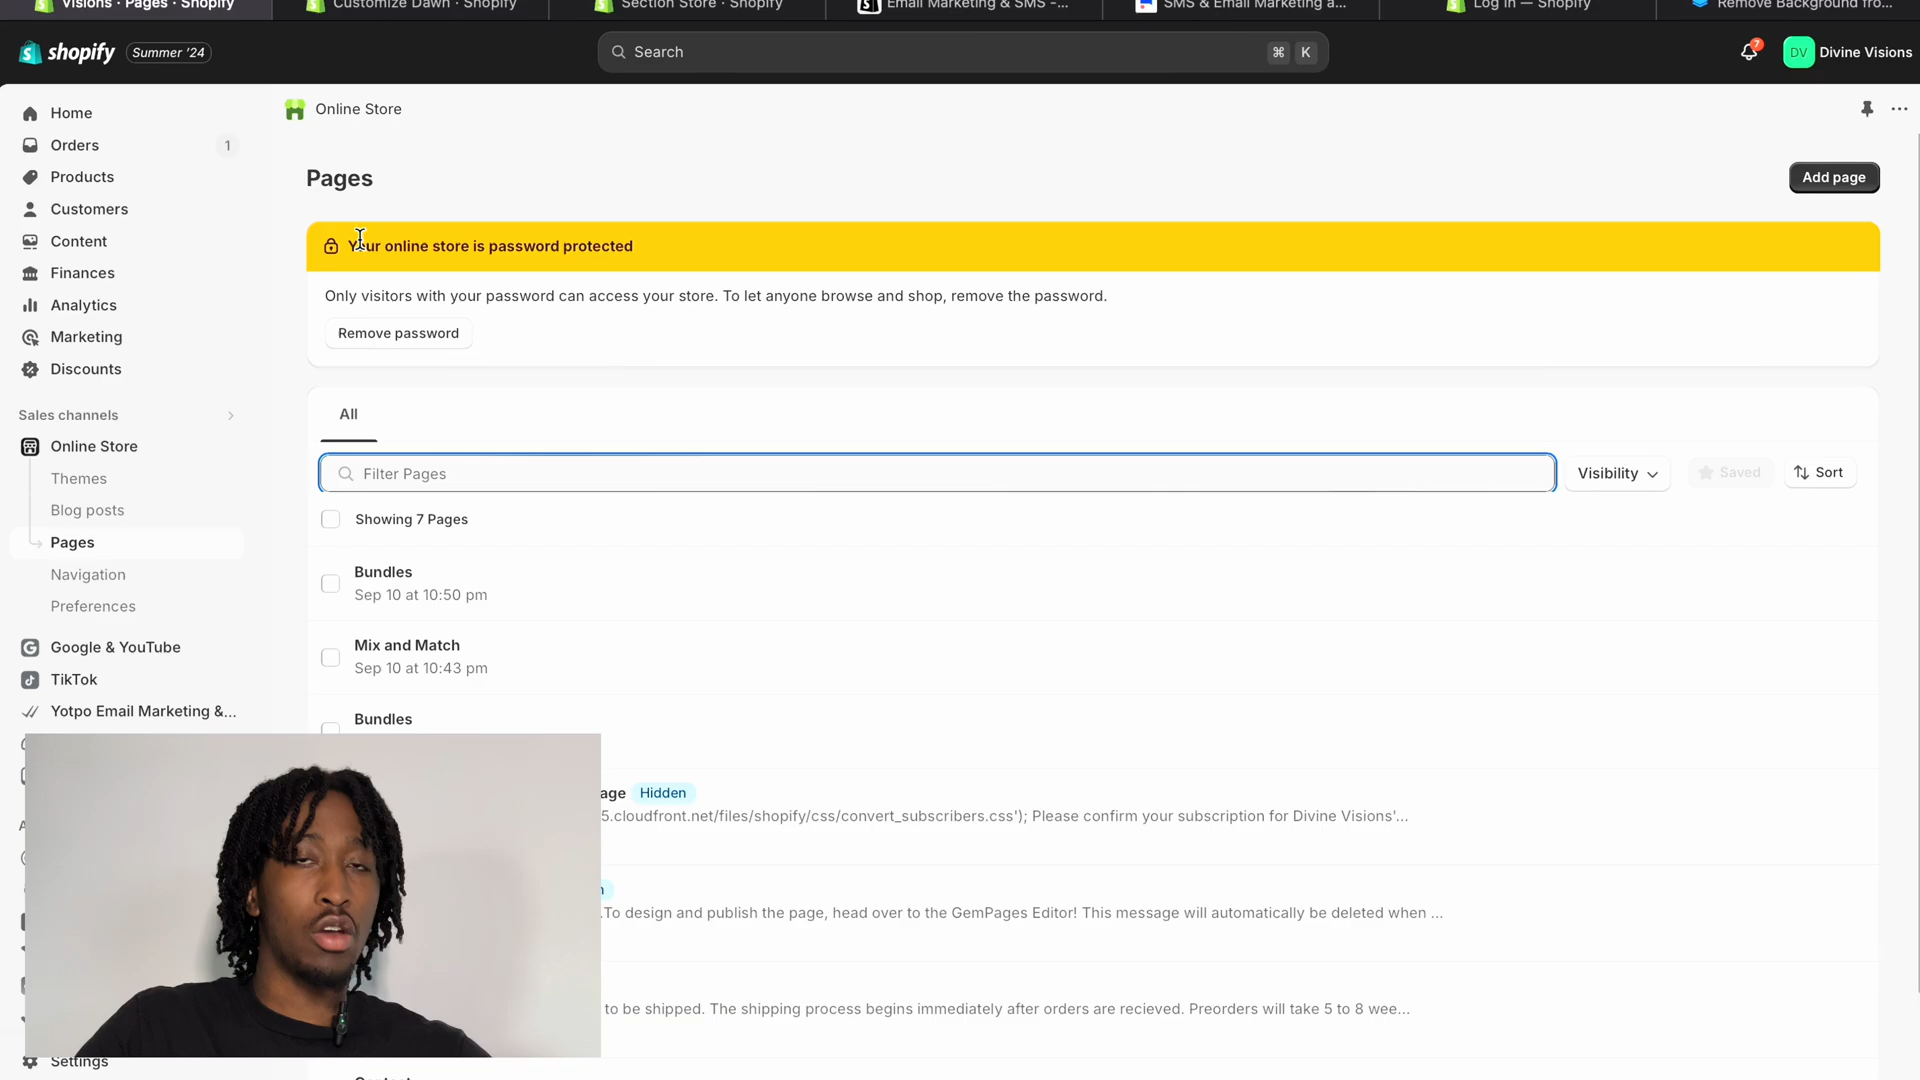 Visions · Pages · Shopify
Customize Dawn · Shopify
Section Store · Shopify
Email Marketing & SMS -...
SMS & Email Marketing a...
Log in — Shopify
Remove Background fro...
shopify
Summer '24
Search
⌘ K
7
DV
Divine Visions
Home
Orders 1
Products
Customers
Content
Finances
Analytics
Marketing
Discounts
Sales channels
Online Store
Themes
Blog posts
Pages
Navigation
Preferences
Google & YouTube
TikTok
Yotpo Email Marketing &...
Settings
Online Store
Pages
Add page
Your online store is password protected
Only visitors with your password can access your store. To let anyone browse and shop, remove the password.
Remove password
All
Filter Pages
Visibility
Saved
Sort
Showing 7 Pages
Bundles
Sep 10 at 10:50 pm
Mix and Match
Sep 10 at 10:43 pm
Bundles
age Hidden
5.cloudfront.net/files/shopify/css/convert_subscribers.css'); Please confirm your subscription for Divine Visions'...
.To design and publish the page, head over to the GemPages Editor! This message will automatically be deleted when ...
to be shipped. The shipping process begins immediately after orders are recieved. Preorders will take 5 to 8 wee...